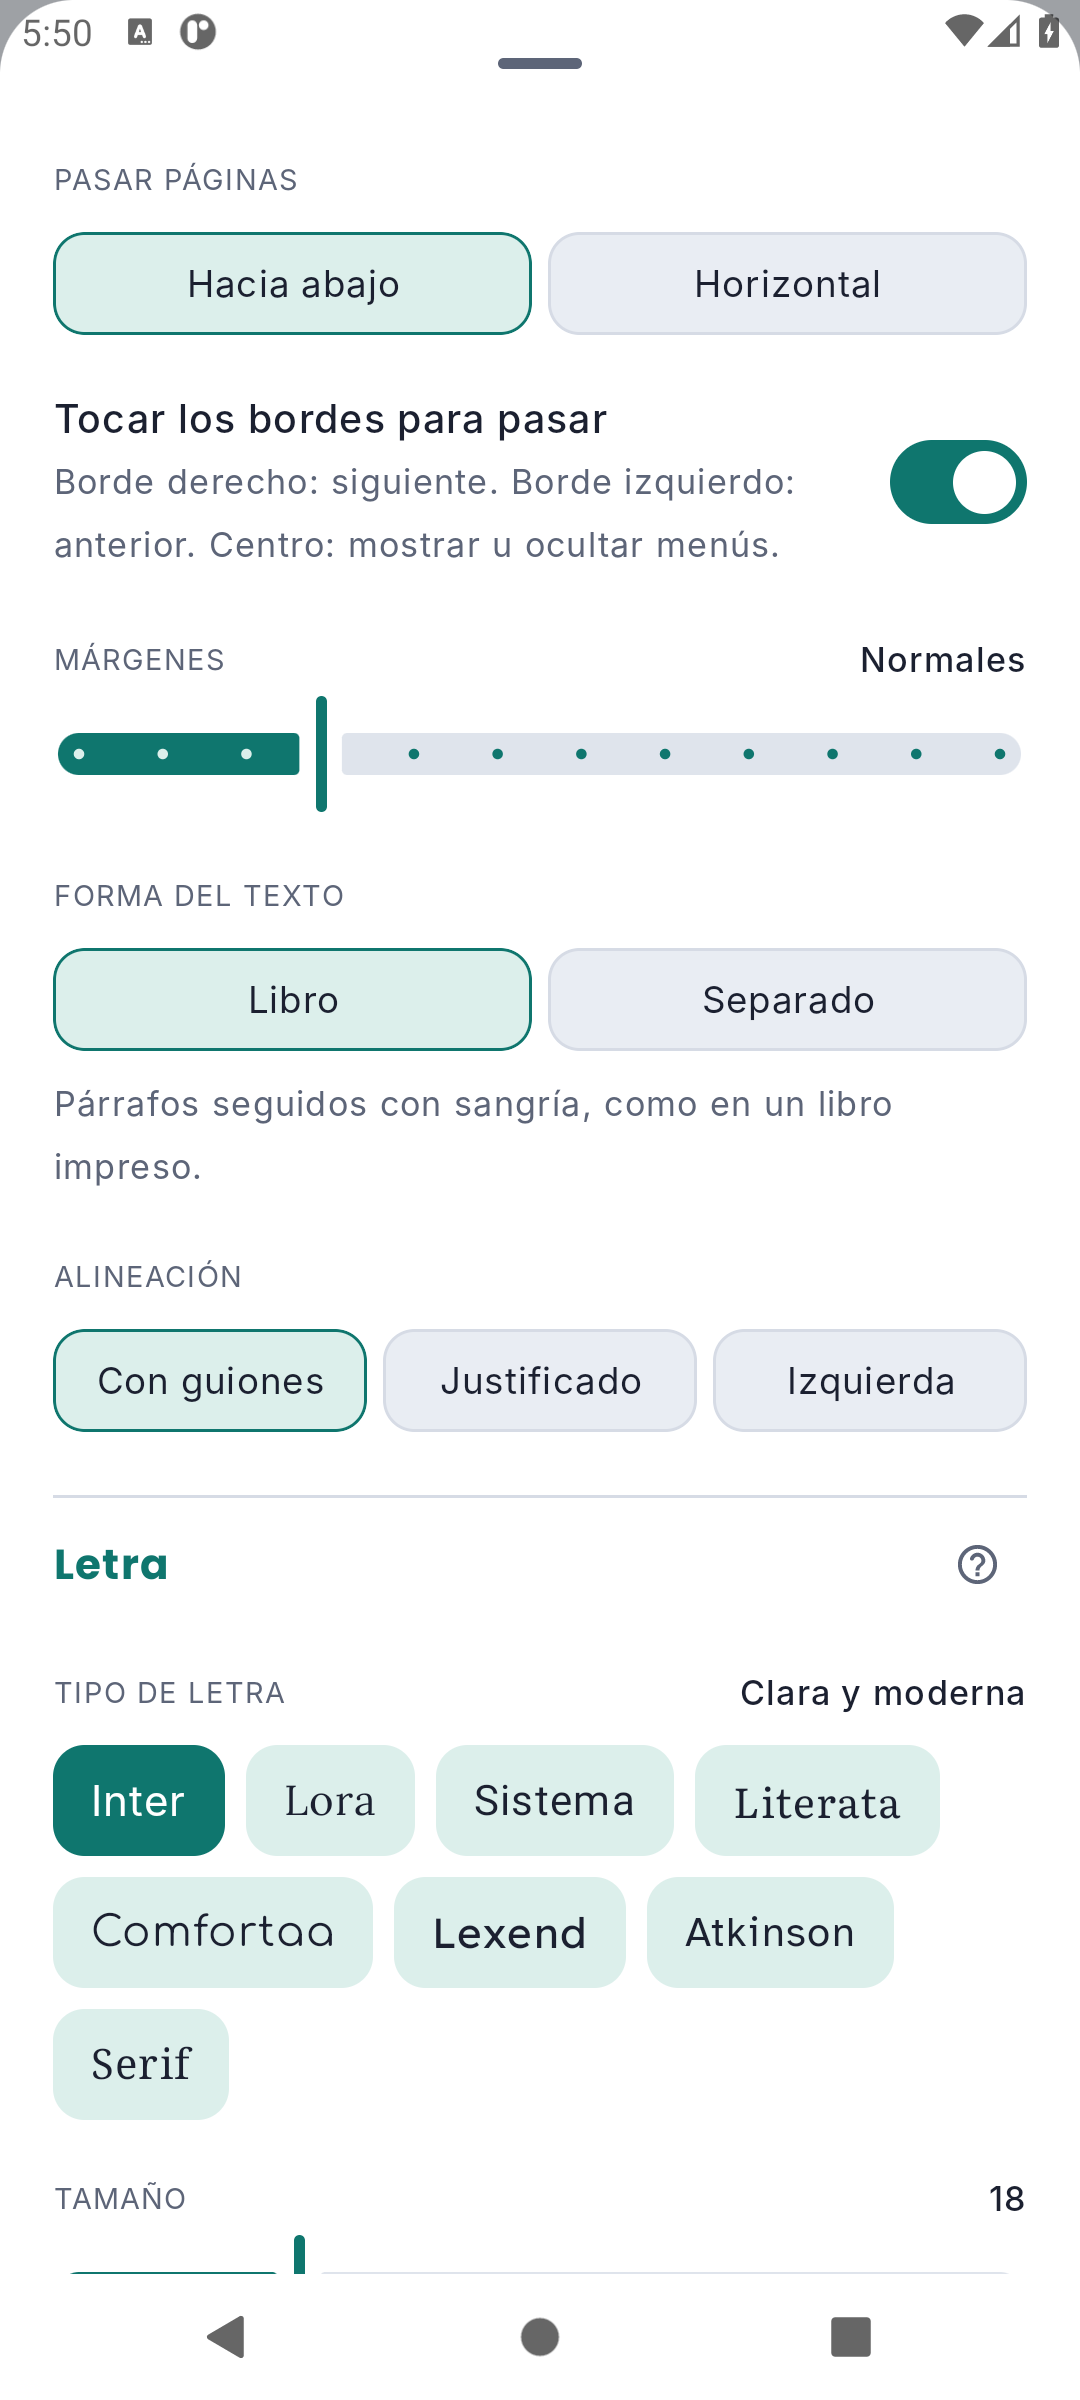 5:50
PASAR PÁGINAS
Hacia abajo
Horizontal
Tocar los bordes para pasar
Borde derecho: siguiente. Borde izquierdo:
anterior. Centro: mostrar u ocultar menús.
MÁRGENES
Normales
FORMA DEL TEXTO
Libro
Separado
Párrafos seguidos con sangría, como en un libro
impreso.
ALINEACIÓN
Con guiones
Justificado
Izquierda
Letra
TIPO DE LETRA
Clara y moderna
Inter
Lora
Sistema
Literata
Comfortaa
Lexend
Atkinson
Serif
TAMAÑO
18